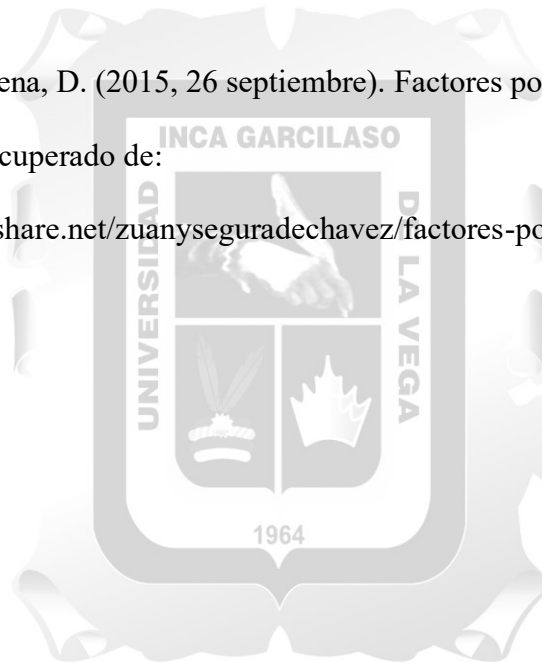 ena, D. (2015, 26 septiembre). Factores po
INCA GARCILASO
cuperado de:
share.net/zuanyseguradechavez/factores-po
UNIVERSIDAD
DE LA VEGA
1964